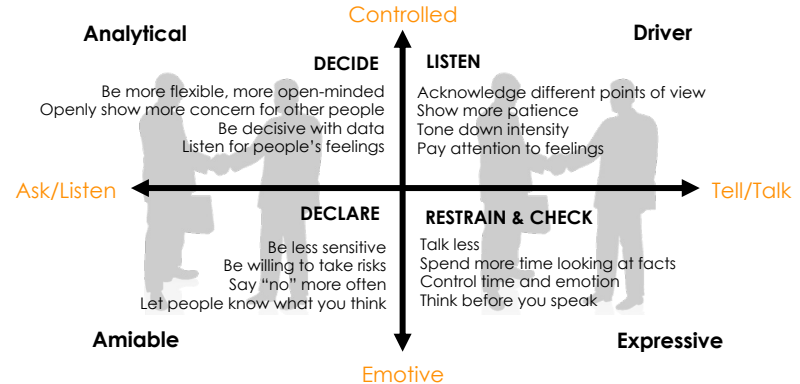 Controlled
Analytical
Driver
DECIDE
Be more flexible, more open-minded
Openly show more concern for other people
Be decisive with data
Listen for people’s feelings
LISTEN
Acknowledge different points of view
Show more patience
Tone down intensity
Pay attention to feelings
Ask/Listen
Tell/Talk
DECLARE
Be less sensitive
Be willing to take risks
Say “no” more often
Let people know what you think
RESTRAIN & CHECK
Talk less
Spend more time looking at facts
Control time and emotion
Think before you speak
Amiable
Expressive
Emotive